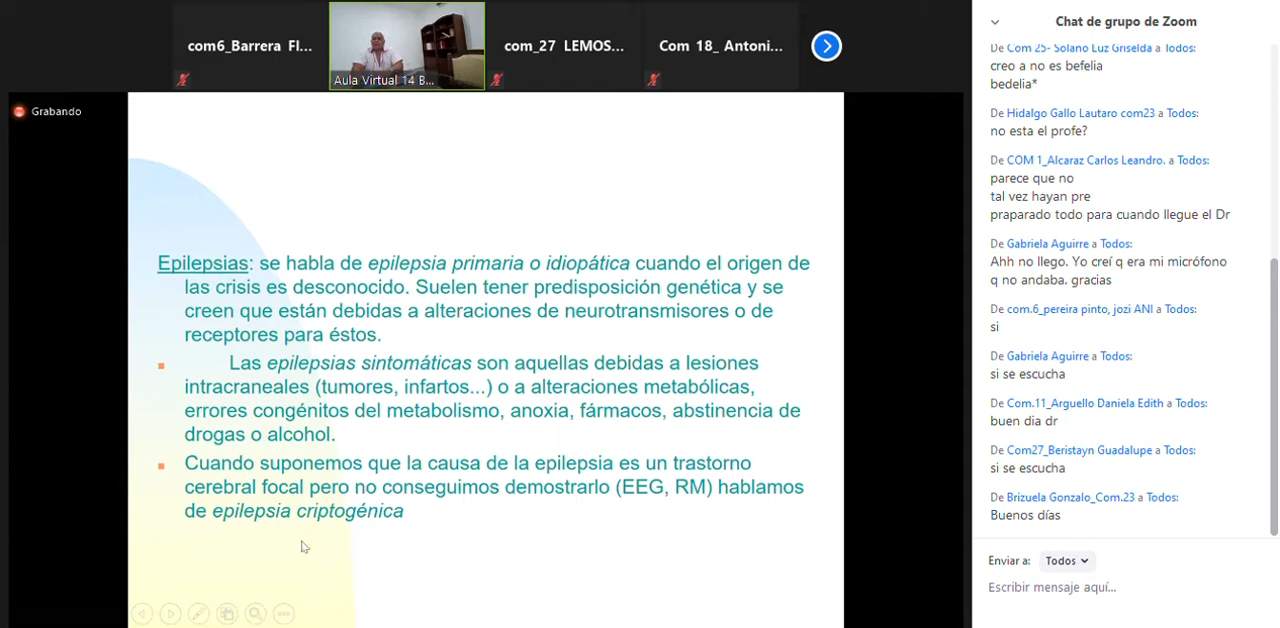 com6_Barrera Fl...
Aula Virtual 14 B...
com_27 LEMOS...
Com 18_ Antoni...
Grabando
Epilepsias: se habla de epilepsia primaria o idiopática cuando el origen de
las crisis es desconocido. Suelen tener predisposición genética y se
creen que están debidas a alteraciones de neurotransmisores o de
receptores para éstos.
Las epilepsias sintomáticas son aquellas debidas a lesiones
intracraneales (tumores, infartos...) o a alteraciones metabólicas,
errores congénitos del metabolismo, anoxia, fármacos, abstinencia de
drogas o alcohol.
Cuando suponemos que la causa de la epilepsia es un trastorno
cerebral focal pero no conseguimos demostrarlo (EEG, RM) hablamos
de epilepsia criptogénica
Chat de grupo de Zoom
De Com 25- Solano Luz Griselda a Todos:
creo a no es befelia
bedelia*
De Hidalgo Gallo Lautaro com23 a Todos:
no esta el profe?
De COM 1_Alcaraz Carlos Leandro. a Todos:
parece que no
tal vez hayan pre
praparado todo para cuando llegue el Dr
De Gabriela Aguirre a Todos:
Ahh no llego. Yo creí q era mi micrófono
q no andaba. gracias
De com.6_pereira pinto, jozi ANI a Todos:
si
De Gabriela Aguirre a Todos:
si se escucha
De Com.11_Arguello Daniela Edith a Todos:
buen dia dr
De Com27_Beristayn Guadalupe a Todos:
si se escucha
De Brizuela Gonzalo_Com.23 a Todos:
Buenos días
Enviar a: Todos
Escribir mensaje aquí...